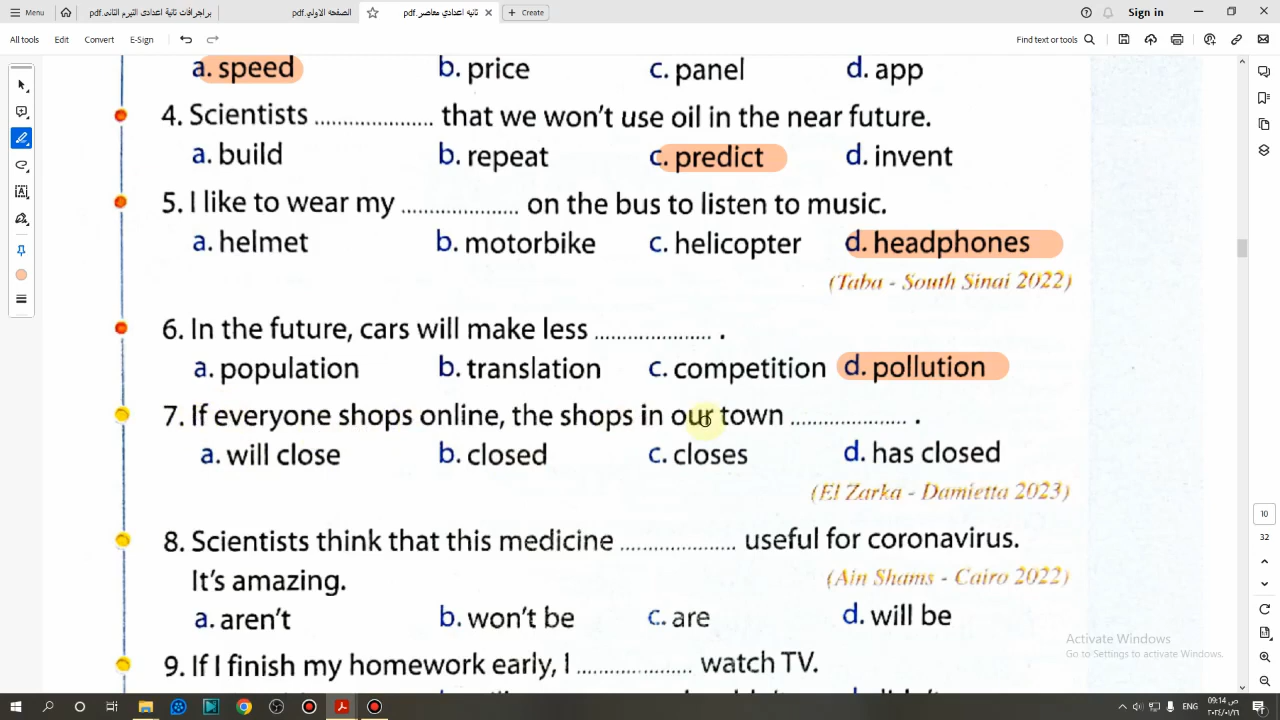 Menu
براجرافات تانية اعدادى التيرم الثانى.pdf
الصفحة الاولي.pdf
ثانيه اعدادي معاصر.pdf
Create
Sign in
All tools Edit Convert E-Sign
Find text or tools
a. speed b. price c. panel d. app
4. Scientists .................... that we won't use oil in the near future.
a. build b. repeat c. predict d. invent
5. I like to wear my .................... on the bus to listen to music.
a. helmet b. motorbike c. helicopter d. headphones
(Taba - South Sinai 2022)
6. In the future, cars will make less .................... .
a. population b. translation c. competition d. pollution
7. If everyone shops online, the shops in our town .................... .
a. will close b. closed c. closes d. has closed
(El Zarka - Damietta 2023)
8. Scientists think that this medicine .................... useful for coronavirus.
It's amazing. (Ain Shams - Cairo 2022)
a. aren't b. won't be c. are d. will be
9. If I finish my homework early, I .................... watch TV.
10
32
Activate Windows
Go to Settings to activate Windows.
ENG
09:14 ص